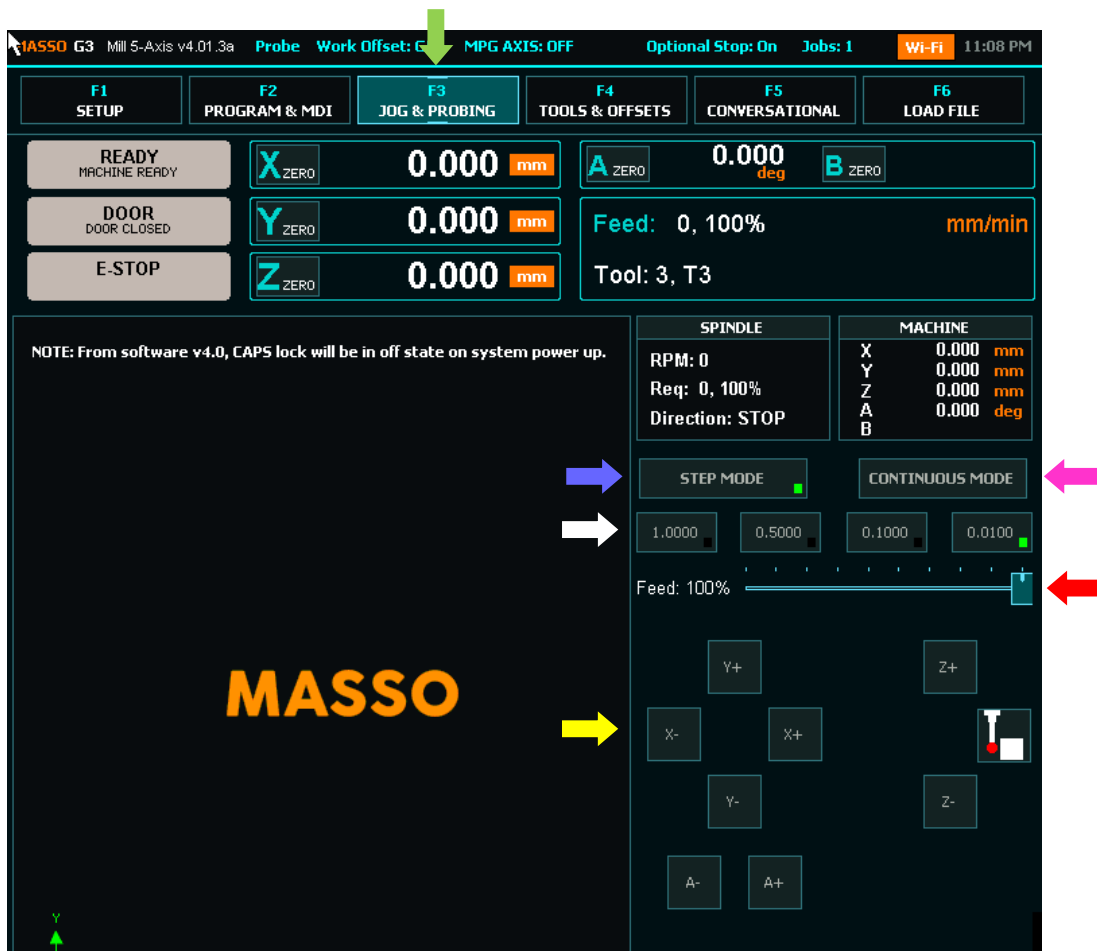 MASSO G3 Mill 5-Axis v4.01.3a Probe Work Offset: G MPG AXIS: OFF Optional Stop: On Jobs: 1 Wi-Fi 11:08 PM
F1 F2 F3 F4 F5 F6
SETUP PROGRAM & MDI JOG & PROBING TOOLS & OFFSETS CONVERSATIONAL LOAD FILE
READY
MACHINE READY
X ZERO 0.000 mm
A ZERO 0.000 deg B ZERO
DOOR
DOOR CLOSED
Y ZERO 0.000 mm
Feed: 0, 100% mm/min
E-STOP
Z ZERO 0.000 mm
Tool: 3, T3
NOTE: From software v4.0, CAPS lock will be in off state on system power up.
SPINDLE
RPM: 0
Req: 0, 100%
Direction: STOP
MACHINE
X 0.000 mm
Y 0.000 mm
Z 0.000 mm
A 0.000 deg
B
STEP MODE CONTINUOUS MODE
1.0000 0.5000 0.1000 0.0100
Feed: 100%
Y+ Z+
MASSO
X- X+
Y- Z-
A- A+
Y